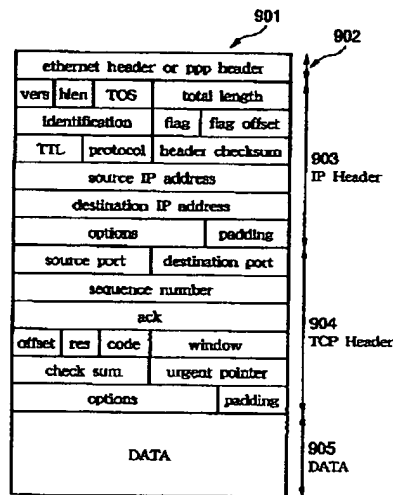 901
902
ethernet header or ppp header
vers hlen TOS total length
identification flag flag offset
TTL protocol header checksum
903
IP Header
source IP address
destination IP address
options padding
source port destination port
sequence number
ack
904
TCP Header
offset res code window
check sum urgent pointer
options padding
DATA
905
DATA